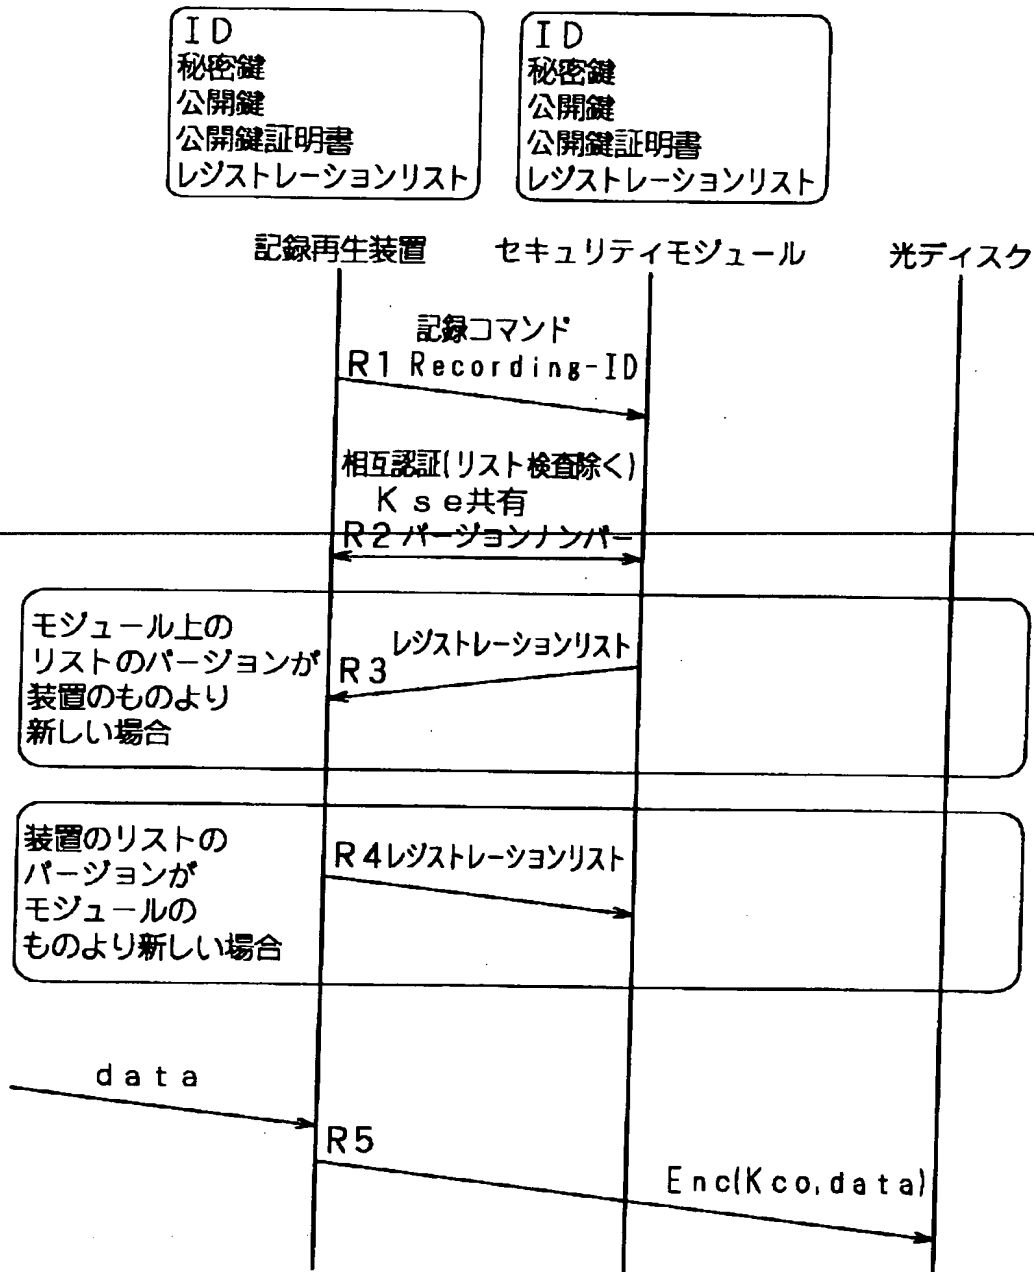 ID
秘密鍵
公開鍵
公開鍵証明書
レジストレーションリスト
ID
秘密鍵
公開鍵
公開鍵証明書
レジストレーションリスト
記録再生装置
セキュリティモジュール
光ディスク
記録コマンド
R1 Recording-ID
相互認証(リスト検査除く)
Kse共有
R2 バージョンナンバー
モジュール上の
リストのバージョンが
装置のものより
新しい場合
レジストレーションリスト
R3
装置のリストの
バージョンが
モジュールの
ものより新しい場合
R4レジストレーションリスト
data
R5
Enc(Kco,data)